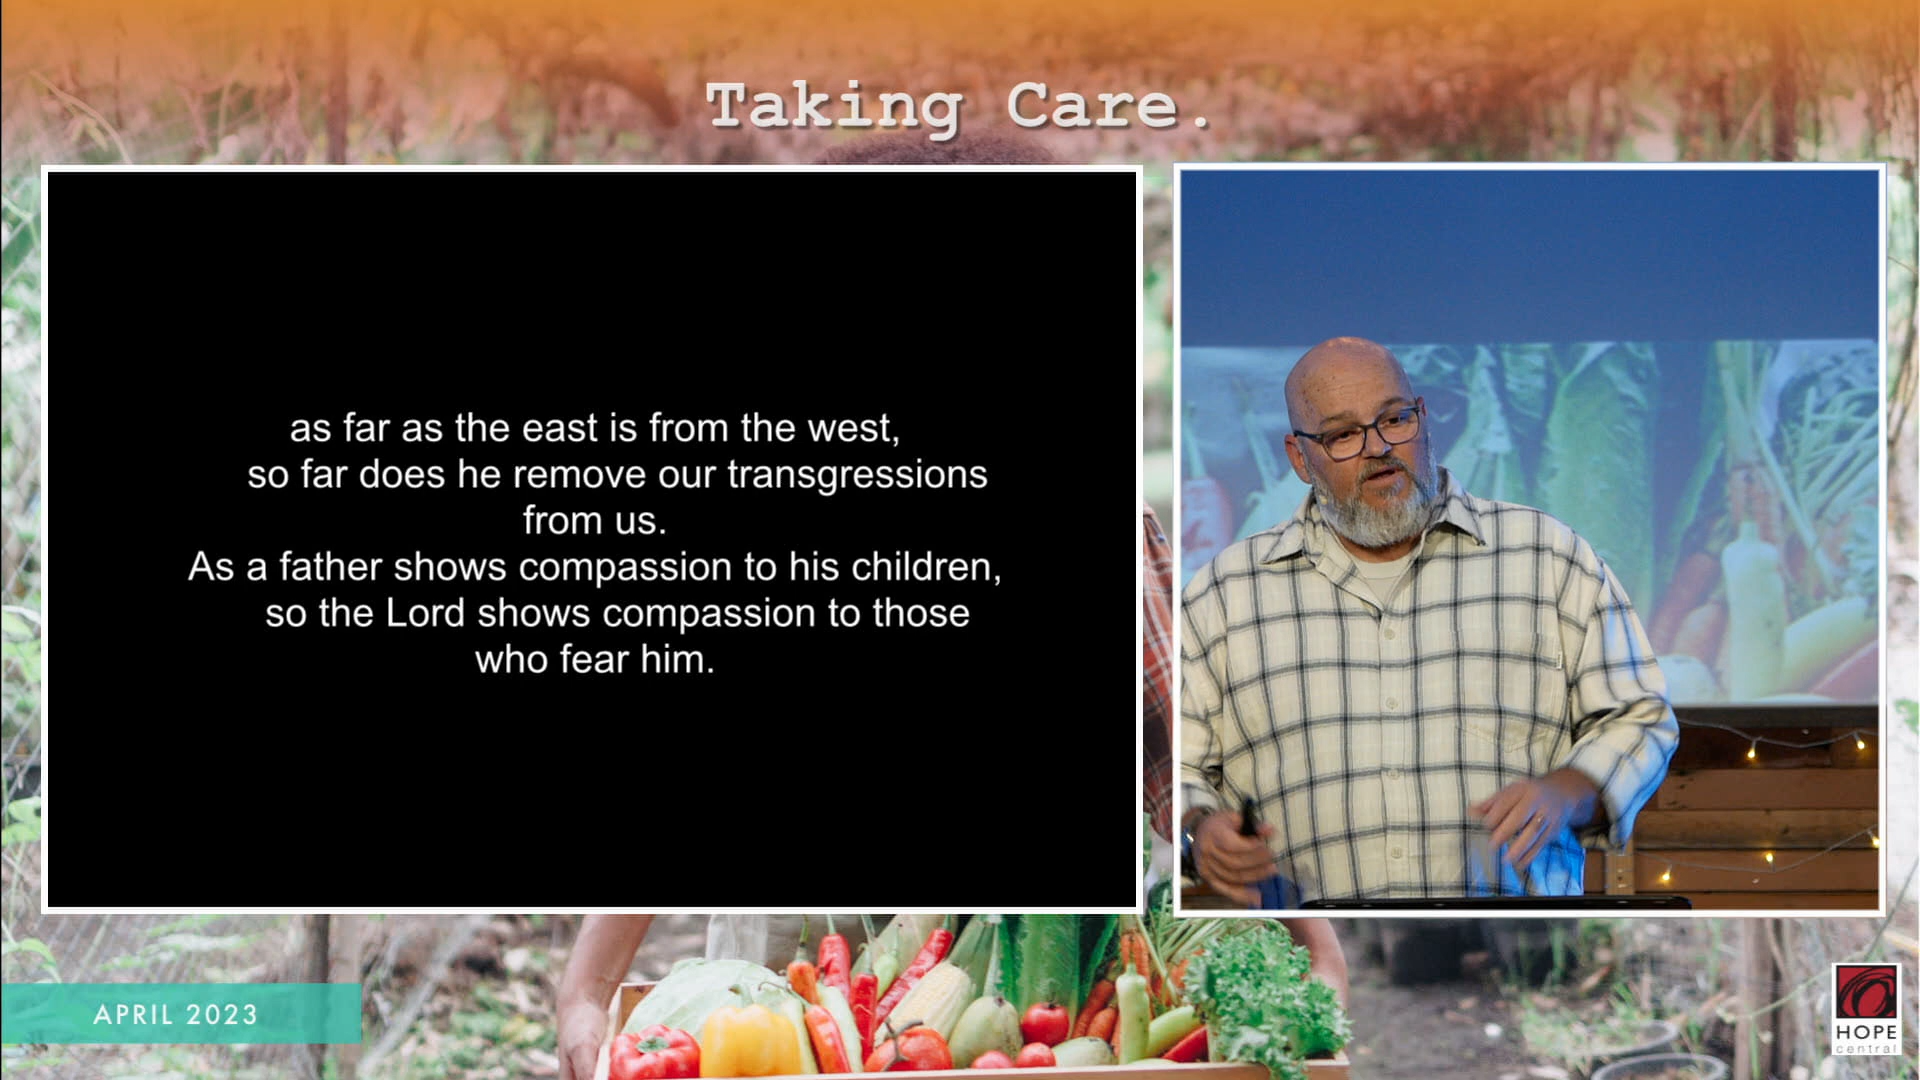 Taking Care.
as far as the east is from the west,
so far does he remove our transgressions
from us.
As a father shows compassion to his children,
so the Lord shows compassion to those
who fear him.
APRIL 2023
HOPE
central